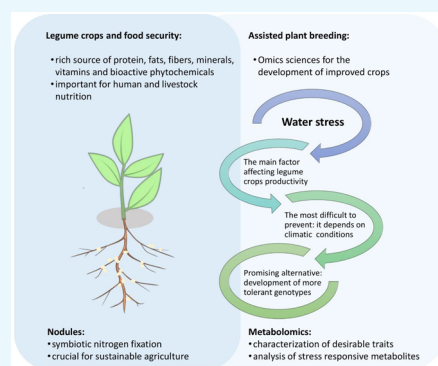 Legume crops and food security:
•rich source of protein, fats, fibers, minerals,
vitamins and bioactive phytochemicals
•important for human and livestock
nutrition
Nodules:
•symbiotic nitrogen fixation
•crucial for sustainable agriculture
Assisted plant breeding:
•Omics sciences for the
development of improved crops
Water stress
The main factor
affecting legume
crops productivity
The most difficult to
prevent: it depends on
climatic conditions
Promising alternative:
development of more
tolerant genotypes
Metabolomics:
•characterization of desirable traits
•analysis of stress responsive metabolites